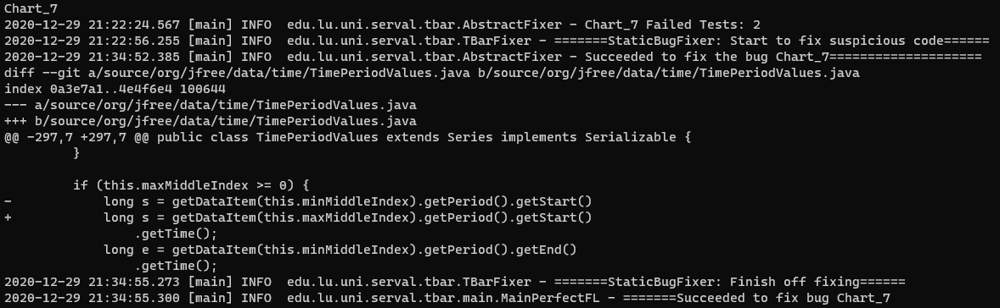 Chart_7
2020-12-29 21:22:24.567 [main] INFO  edu.lu.uni.serval.tbar.AbstractFixer - Chart_7 Failed Tests: 2
2020-12-29 21:22:56.255 [main] INFO  edu.lu.uni.serval.tbar.TBarFixer - =======StaticBugFixer: Start to fix suspicious code======
2020-12-29 21:34:52.385 [main] INFO  edu.lu.uni.serval.tbar.AbstractFixer - Succeeded to fix the bug Chart_7====================
diff --git a/source/org/jfree/data/time/TimePeriodValues.java b/source/org/jfree/data/time/TimePeriodValues.java
index 0a3e7a1..4e4f6e4 100644
--- a/source/org/jfree/data/time/TimePeriodValues.java
+++ b/source/org/jfree/data/time/TimePeriodValues.java
@@ -297,7 +297,7 @@ public class TimePeriodValues extends Series implements Serializable {
         }
         if (this.maxMiddleIndex >= 0) {
-            long s = getDataItem(this.minMiddleIndex).getPeriod().getStart()
+            long s = getDataItem(this.maxMiddleIndex).getPeriod().getStart()
                 .getTime();
             long e = getDataItem(this.minMiddleIndex).getPeriod().getEnd()
                 .getTime();
2020-12-29 21:34:55.273 [main] INFO  edu.lu.uni.serval.tbar.TBarFixer - =======StaticBugFixer: Finish off fixing======
2020-12-29 21:34:55.300 [main] INFO  edu.lu.uni.serval.tbar.main.MainPerfectFL - =======Succeeded to fix bug Chart_7